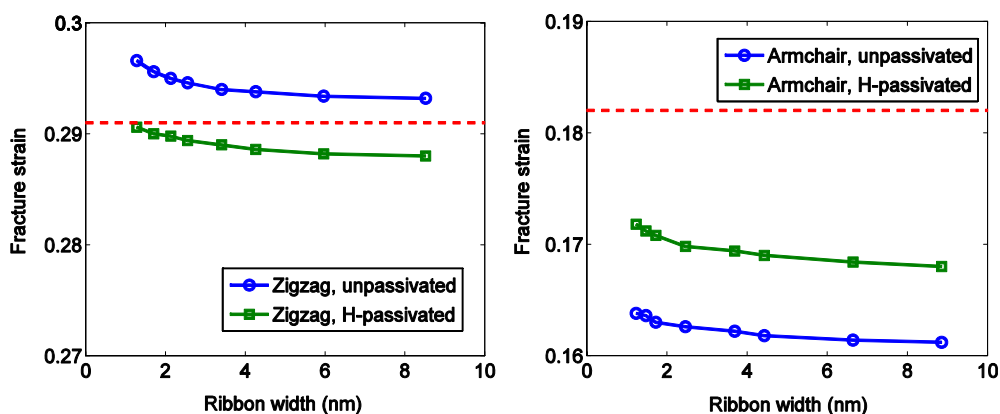 0.3
0.29
0.28
0.27
Fracture strain
Zigzag, unpassivated
Zigzag, H-passivated
0 2 4 6 8 10
Ribbon width (nm)
0.19
0.18
0.17
0.16
Fracture strain
Armchair, unpassivated
Armchair, H-passivated
0 2 4 6 8 10
Ribbon width (nm)